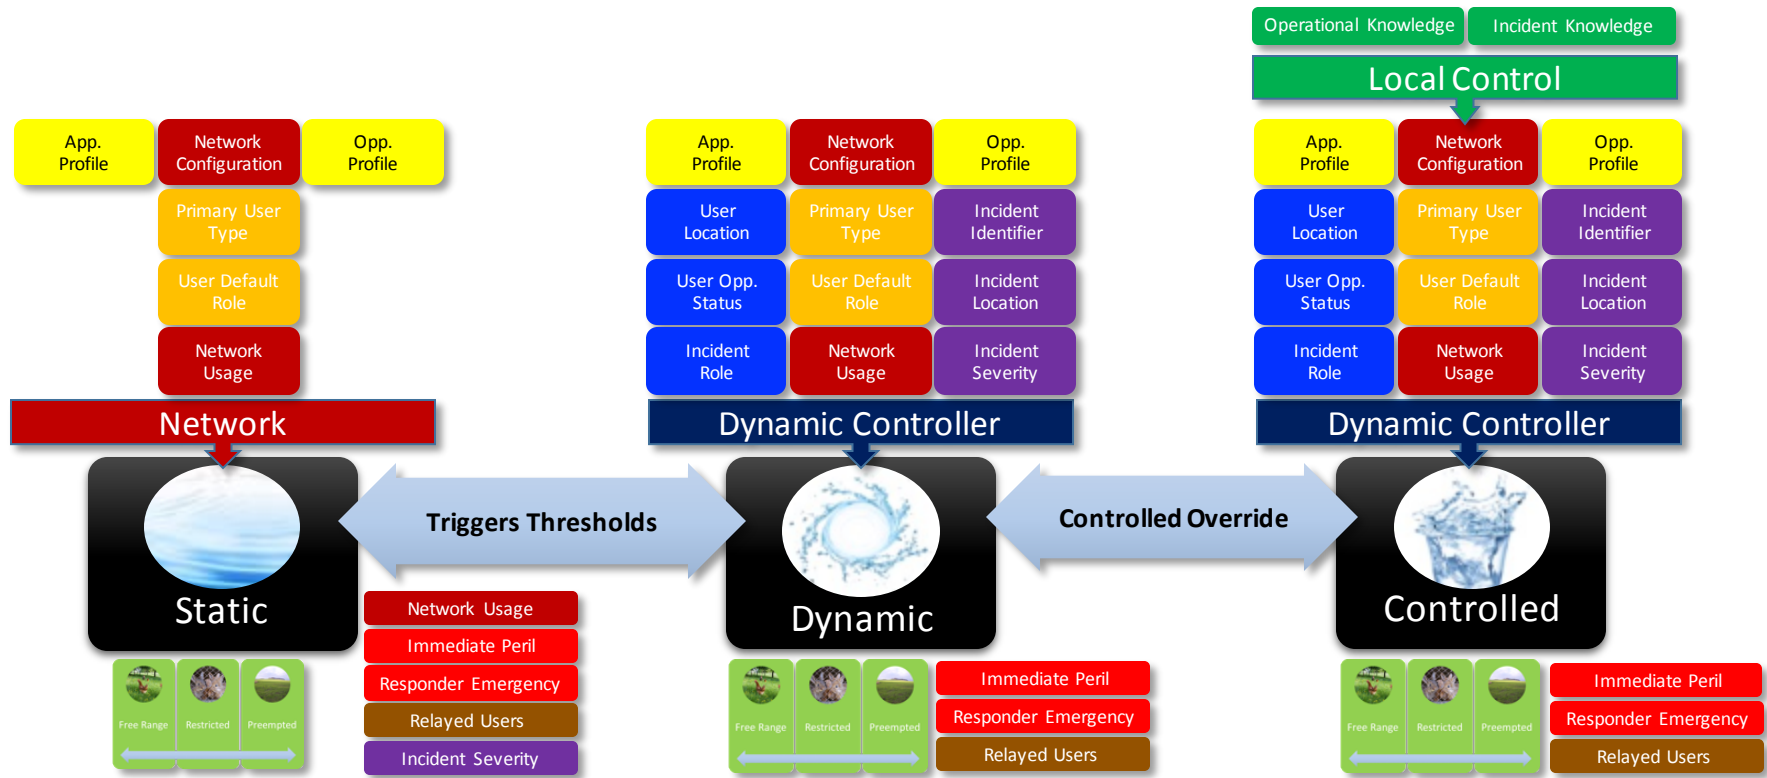 Operational Knowledge
Incident Knowledge
Local Control
App.
Profile
Network
Configuration
Opp.
Profile
Primary User
Type
User Default
Role
Network
Usage
Network
Static
Free Range
Restricted
Preempted
Triggers Thresholds
Network Usage
Immediate Peril
Responder Emergency
Relayed Users
Incident Severity
App.
Profile
Network
Configuration
Opp.
Profile
User
Location
Primary User
Type
Incident
Identifier
User Opp.
Status
User Default
Role
Incident
Location
Incident
Role
Network
Usage
Incident
Severity
Dynamic Controller
Dynamic
Free Range
Restricted
Preempted
Immediate Peril
Responder Emergency
Relayed Users
Controlled Override
App.
Profile
Network
Configuration
Opp.
Profile
User
Location
Primary User
Type
Incident
Identifier
User Opp.
Status
User Default
Role
Incident
Location
Incident
Role
Network
Usage
Incident
Severity
Dynamic Controller
Controlled
Free Range
Restricted
Preempted
Immediate Peril
Responder Emergency
Relayed Users